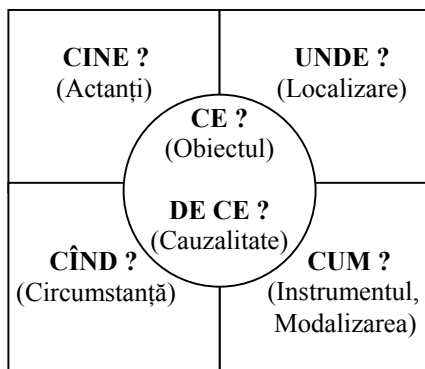 CINE ?
(Actanți)
UNDE ?
(Localizare)
CE ?
(Obiectul)
DE CE ?
(Cauzalitate)
CÎND ?
(Circumstanță)
CUM ?
(Instrumentul,
Modalizarea)